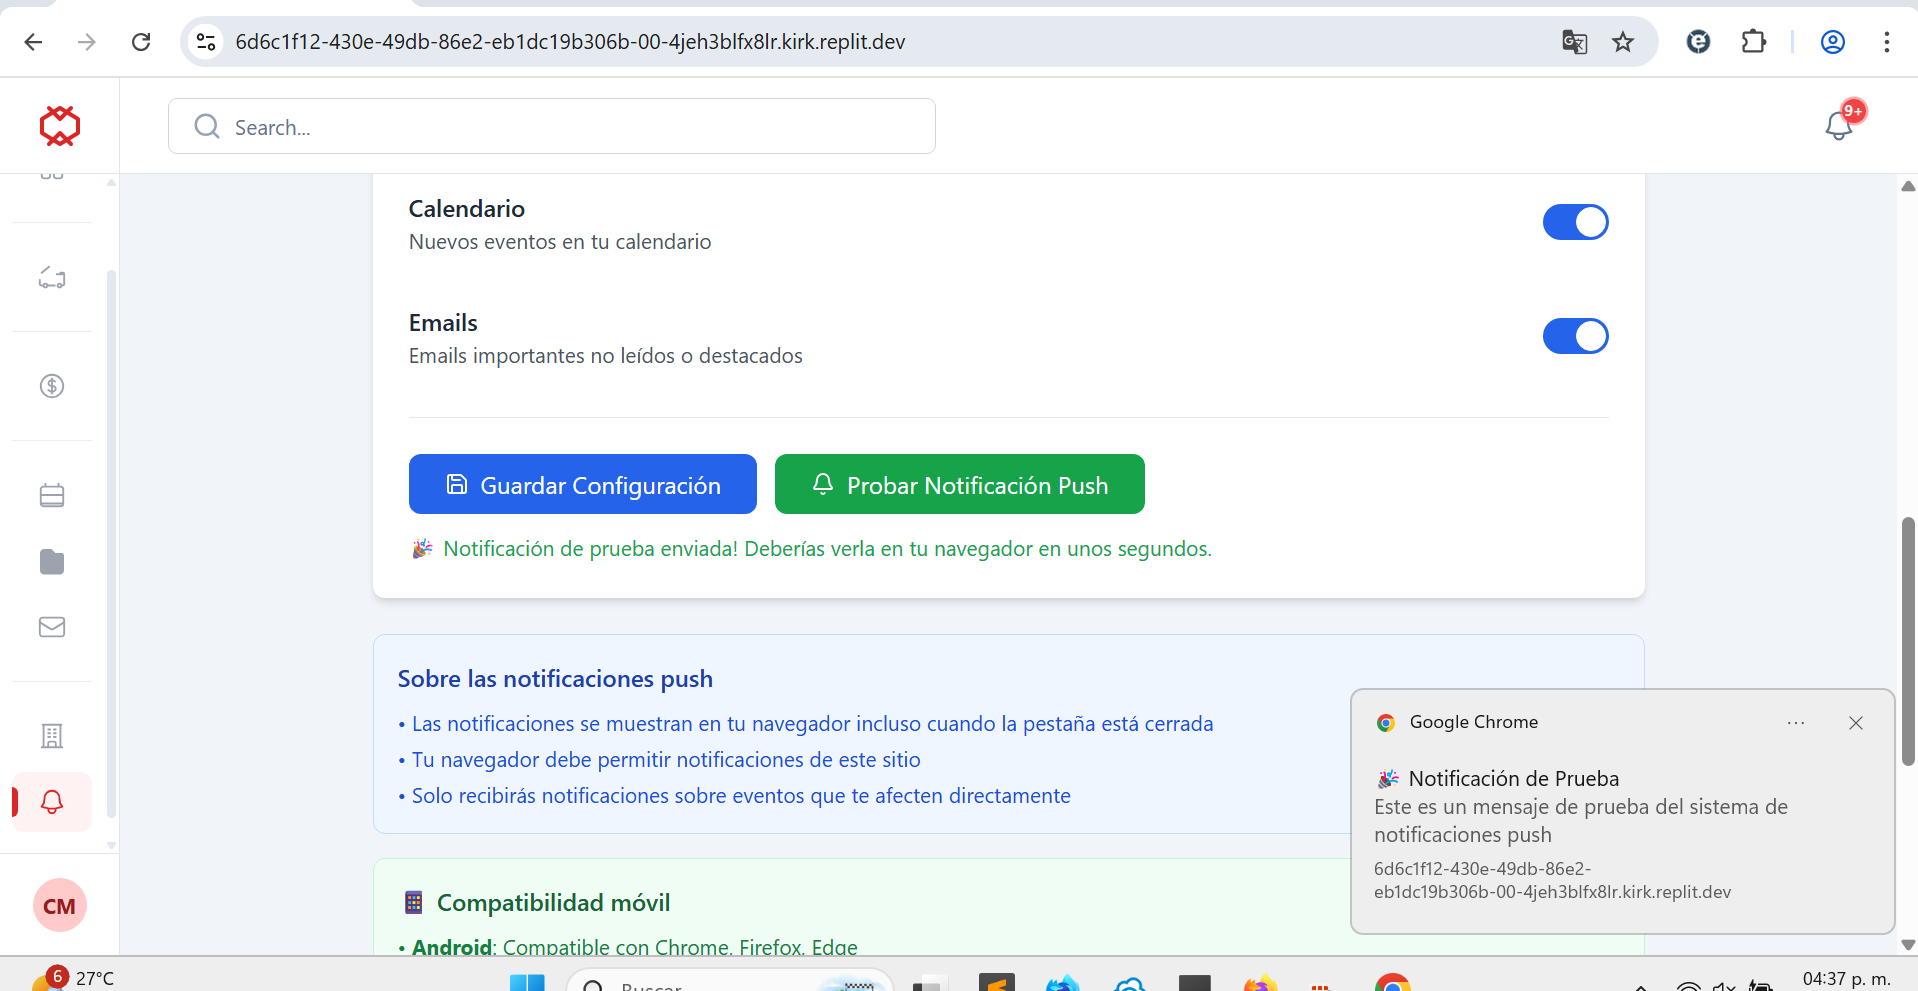 6d6c1f12-430e-49db-86e2-eb1dc19b306b-00-4jeh3blfx8lr.kirk.replit.dev
Search...
9+
Calendario
Nuevos eventos en tu calendario
Emails
Emails importantes no leídos o destacados
Guardar Configuración
Probar Notificación Push
🎉 Notificación de prueba enviada! Deberías verla en tu navegador en unos segundos.
Sobre las notificaciones push
• Las notificaciones se muestran en tu navegador incluso cuando la pestaña está cerrada
• Tu navegador debe permitir notificaciones de este sitio
• Solo recibirás notificaciones sobre eventos que te afecten directamente
Google Chrome
🎉 Notificación de Prueba
Este es un mensaje de prueba del sistema de
notificaciones push
6d6c1f12-430e-49db-86e2-
eb1dc19b306b-00-4jeh3blfx8lr.kirk.replit.dev
📱 Compatibilidad móvil
• Android: Compatible con Chrome, Firefox, Edge
CM
6
27°C
Buscar
04:37 p. m.